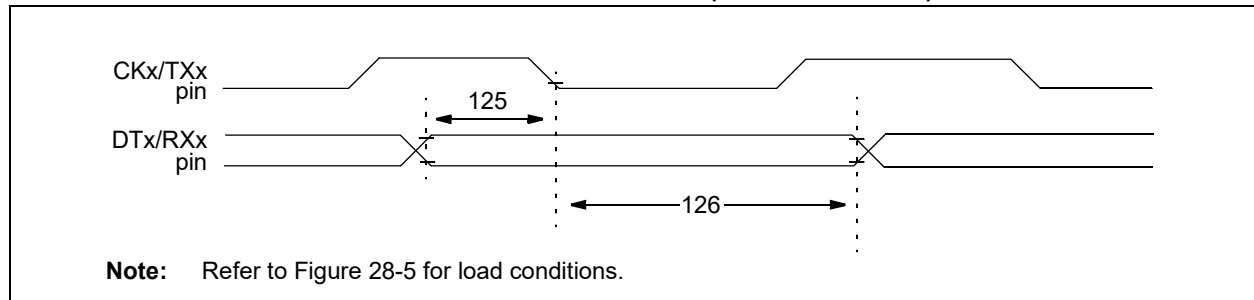 CKx/TXx
pin
125
DTx/RXx
pin
126
Note: Refer to Figure 28-5 for load conditions.